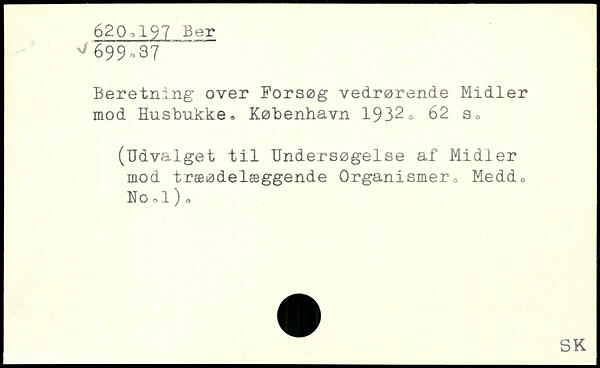 620.197 Ber
✓ 699.87
Beretning over Forsøg vedrørende Midler
mod Husbukke. København 1932. 62 s.
(Udvalget til Undersøgelse af Midler
mod træødelæggende Organismer. Medd.
No.1).
SK